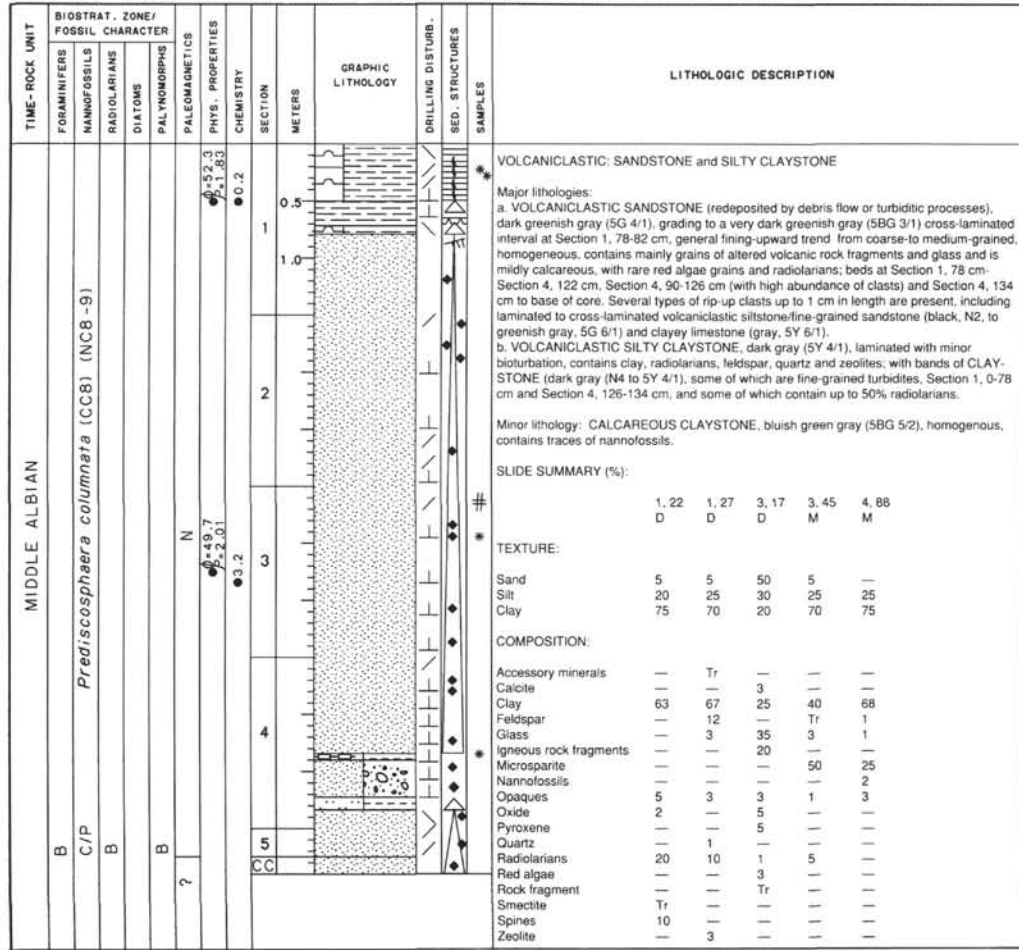 TIME-ROCK UNIT
BIOSTRAT. ZONE/
FOSSIL CHARACTER
FORAMINIFERS
NANNOFOSSILS
RADIOLARIANS
DIATOMS
PALYNOMORPHS
PALEOMAGNETICS
PHYS. PROPERTIES
CHEMISTRY
SECTION
METERS
GRAPHIC
LITHOLOGY
DRILLING DISTURB.
SED. STRUCTURES
SAMPLES
LITHOLOGIC DESCRIPTION
MIDDLE ALBIAN
B
C/P
Prediscosphaera columnata (CC8) (NC8-9)
B
B
N
?
Φ=52.3
ρ=1.83
Φ=49.7
ρ=2.01
0.2
3.2
1
2
3
4
5
CC
0.5
1.0
*
*
#
*
*
VOLCANICLASTIC: SANDSTONE and SILTY CLAYSTONE
Major lithologies:
a. VOLCANICLASTIC SANDSTONE (redeposited by debris flow or turbiditic processes),
dark greenish gray (5G 4/1), grading to a very dark greenish gray (5BG 3/1) cross-laminated
interval at Section 1, 78-82 cm, general fining-upward trend from coarse-to medium-grained,
homogeneous, contains mainly grains of altered volcanic rock fragments and glass and is
mildly calcareous, with rare red algae grains and radiolarians; beds at Section 1, 78 cm-
Section 4, 122 cm, Section 4, 90-126 cm (with high abundance of clasts) and Section 4, 134
cm to base of core. Several types of rip-up clasts up to 1 cm in length are present, including
laminated to cross-laminated volcaniclastic siltstone/fine-grained sandstone (black, N2, to
greenish gray, 5G 6/1) and clayey limestone (gray, 5Y 6/1).
b. VOLCANICLASTIC SILTY CLAYSTONE, dark gray (5Y 4/1), laminated with minor
bioturbation, contains clay, radiolarians, feldspar, quartz and zeolites; with bands of CLAY-
STONE (dark gray (N4 to 5Y 4/1), some of which are fine-grained turbidites, Section 1, 0-78
cm and Section 4, 126-134 cm, and some of which contain up to 50% radiolarians.
Minor lithology: CALCAREOUS CLAYSTONE, bluish green gray (5BG 5/2), homogenous,
contains traces of nannofossils.
SLIDE SUMMARY (%):
1, 22 1, 27 3, 17 3, 45 4, 88
D D D M M
TEXTURE:
Sand 5 5 50 5 —
Silt 20 25 30 25 25
Clay 75 70 20 70 75
COMPOSITION:
Accessory minerals — Tr — — —
Calcite — — 3 — —
Clay 63 67 25 40 68
Feldspar — 12 — Tr 1
Glass — 3 35 3 1
Igneous rock fragments — — 20 — —
Microsparite — — — 50 25
Nannofossils — — — — 2
Opaques 5 3 3 1 3
Oxide 2 — 5 — —
Pyroxene — — 5 — —
Quartz — 1 — — —
Radiolarians 20 10 1 5 —
Red algae — — 3 — —
Rock fragment — — Tr — —
Smectite Tr — — — —
Spines 10 — — — —
Zeolite — 3 — — —